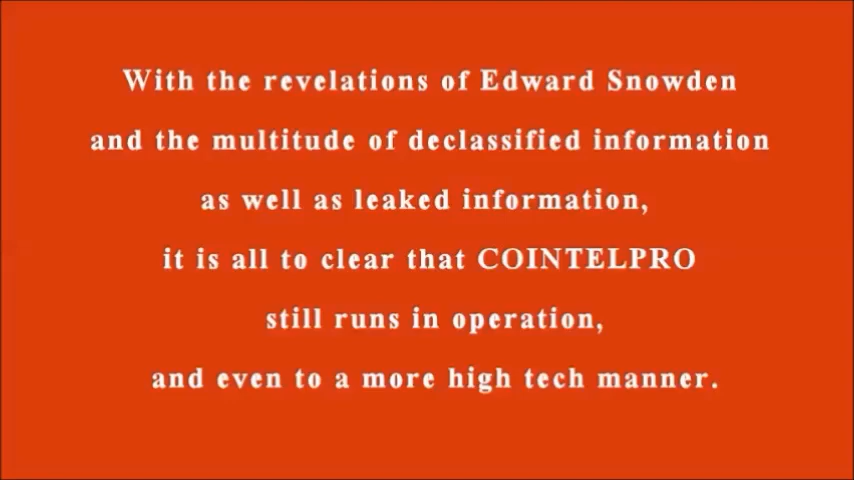 With the revelations of Edward Snowden
and the multitude of declassified information
as well as leaked information,
it is all to clear that COINTELPRO
still runs in operation,
and even to a more high tech manner.